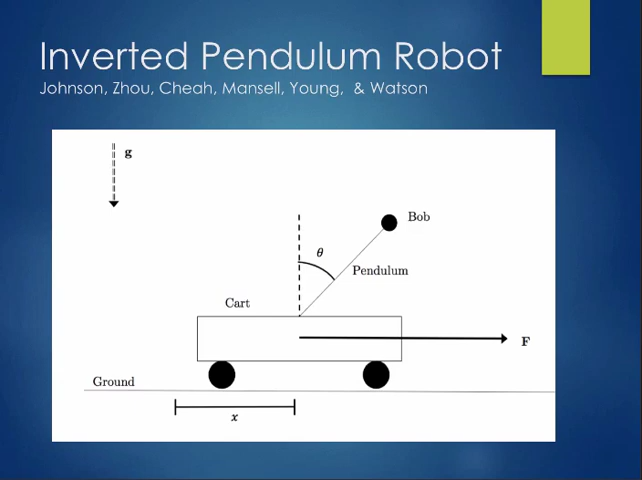 Inverted Pendulum Robot
Johnson, Zhou, Cheah, Mansell, Young, & Watson
g
Bob
θ
Pendulum
Cart
F
Ground
x